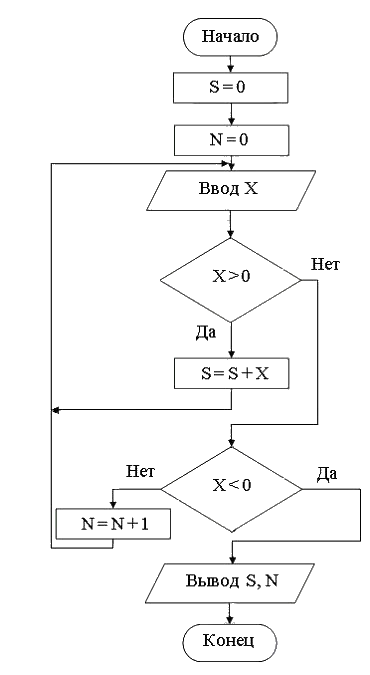 Начало
S=0
N=0
Ввод X
X>0
Нет
Да
S=S+X
Нет
Да
X<0
N=N+1
Вывод S, N
Конец